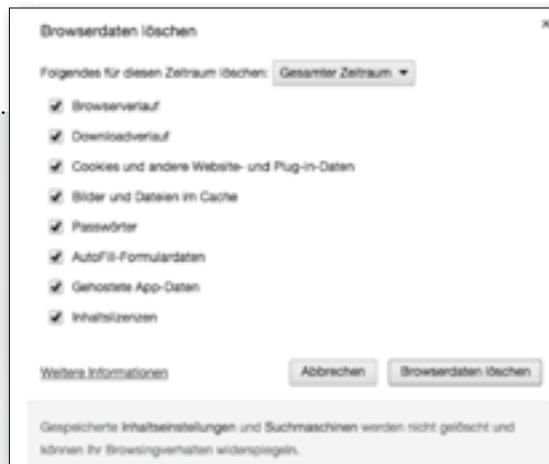 Browserdaten löschen
×
Folgendes für diesen Zeitraum löschen: Gesamter Zeitraum
Browserverlauf
Downloadverlauf
Cookies und andere Website- und Plug-in-Daten
Bilder und Dateien im Cache
Passwörter
AutoFill-Formulardaten
Gehostete App-Daten
Inhaltslizenzen
Weitere Informationen Abbrechen Browserdaten löschen
Gespeicherte Inhaltseinstellungen und Suchmaschinen werden nicht gelöscht und
können Ihr Browsingverhalten widerspiegeln.